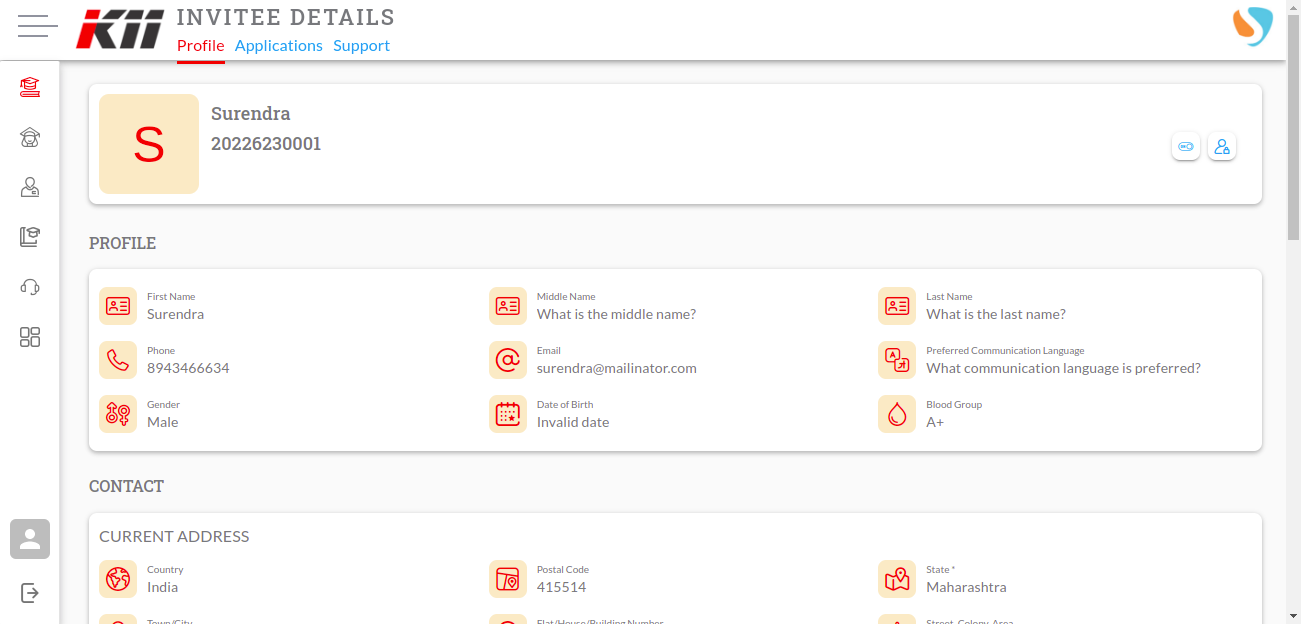 KIT
INVITEE DETAILS
Profile Applications Support
S
Surendra
20226230001
PROFILE
First Name
Surendra
Middle Name
What is the middle name?
Last Name
What is the last name?
Phone
8943466634
Email
surendra@mailinator.com
Preferred Communication Language
What communication language is preferred?
Gender
Male
Date of Birth
Invalid date
Blood Group
A+
CONTACT
CURRENT ADDRESS
Country
India
Postal Code
415514
State *
Maharashtra
Town/City
Flat/House/Building Number
Street, Colony, Area